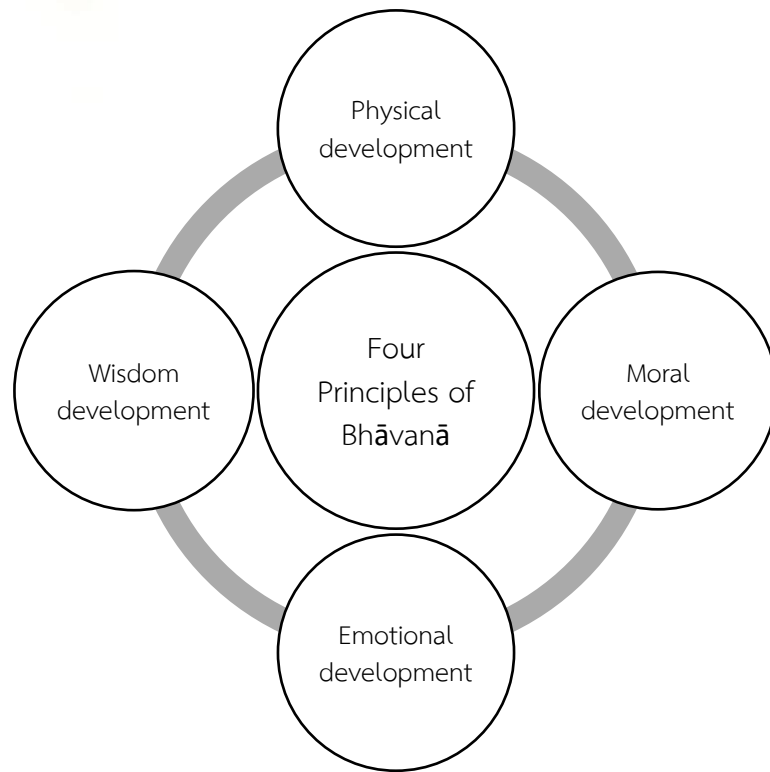 Physical
development
Wisdom
development
Four
Principles of
Bhāvanā
Moral
development
Emotional
development